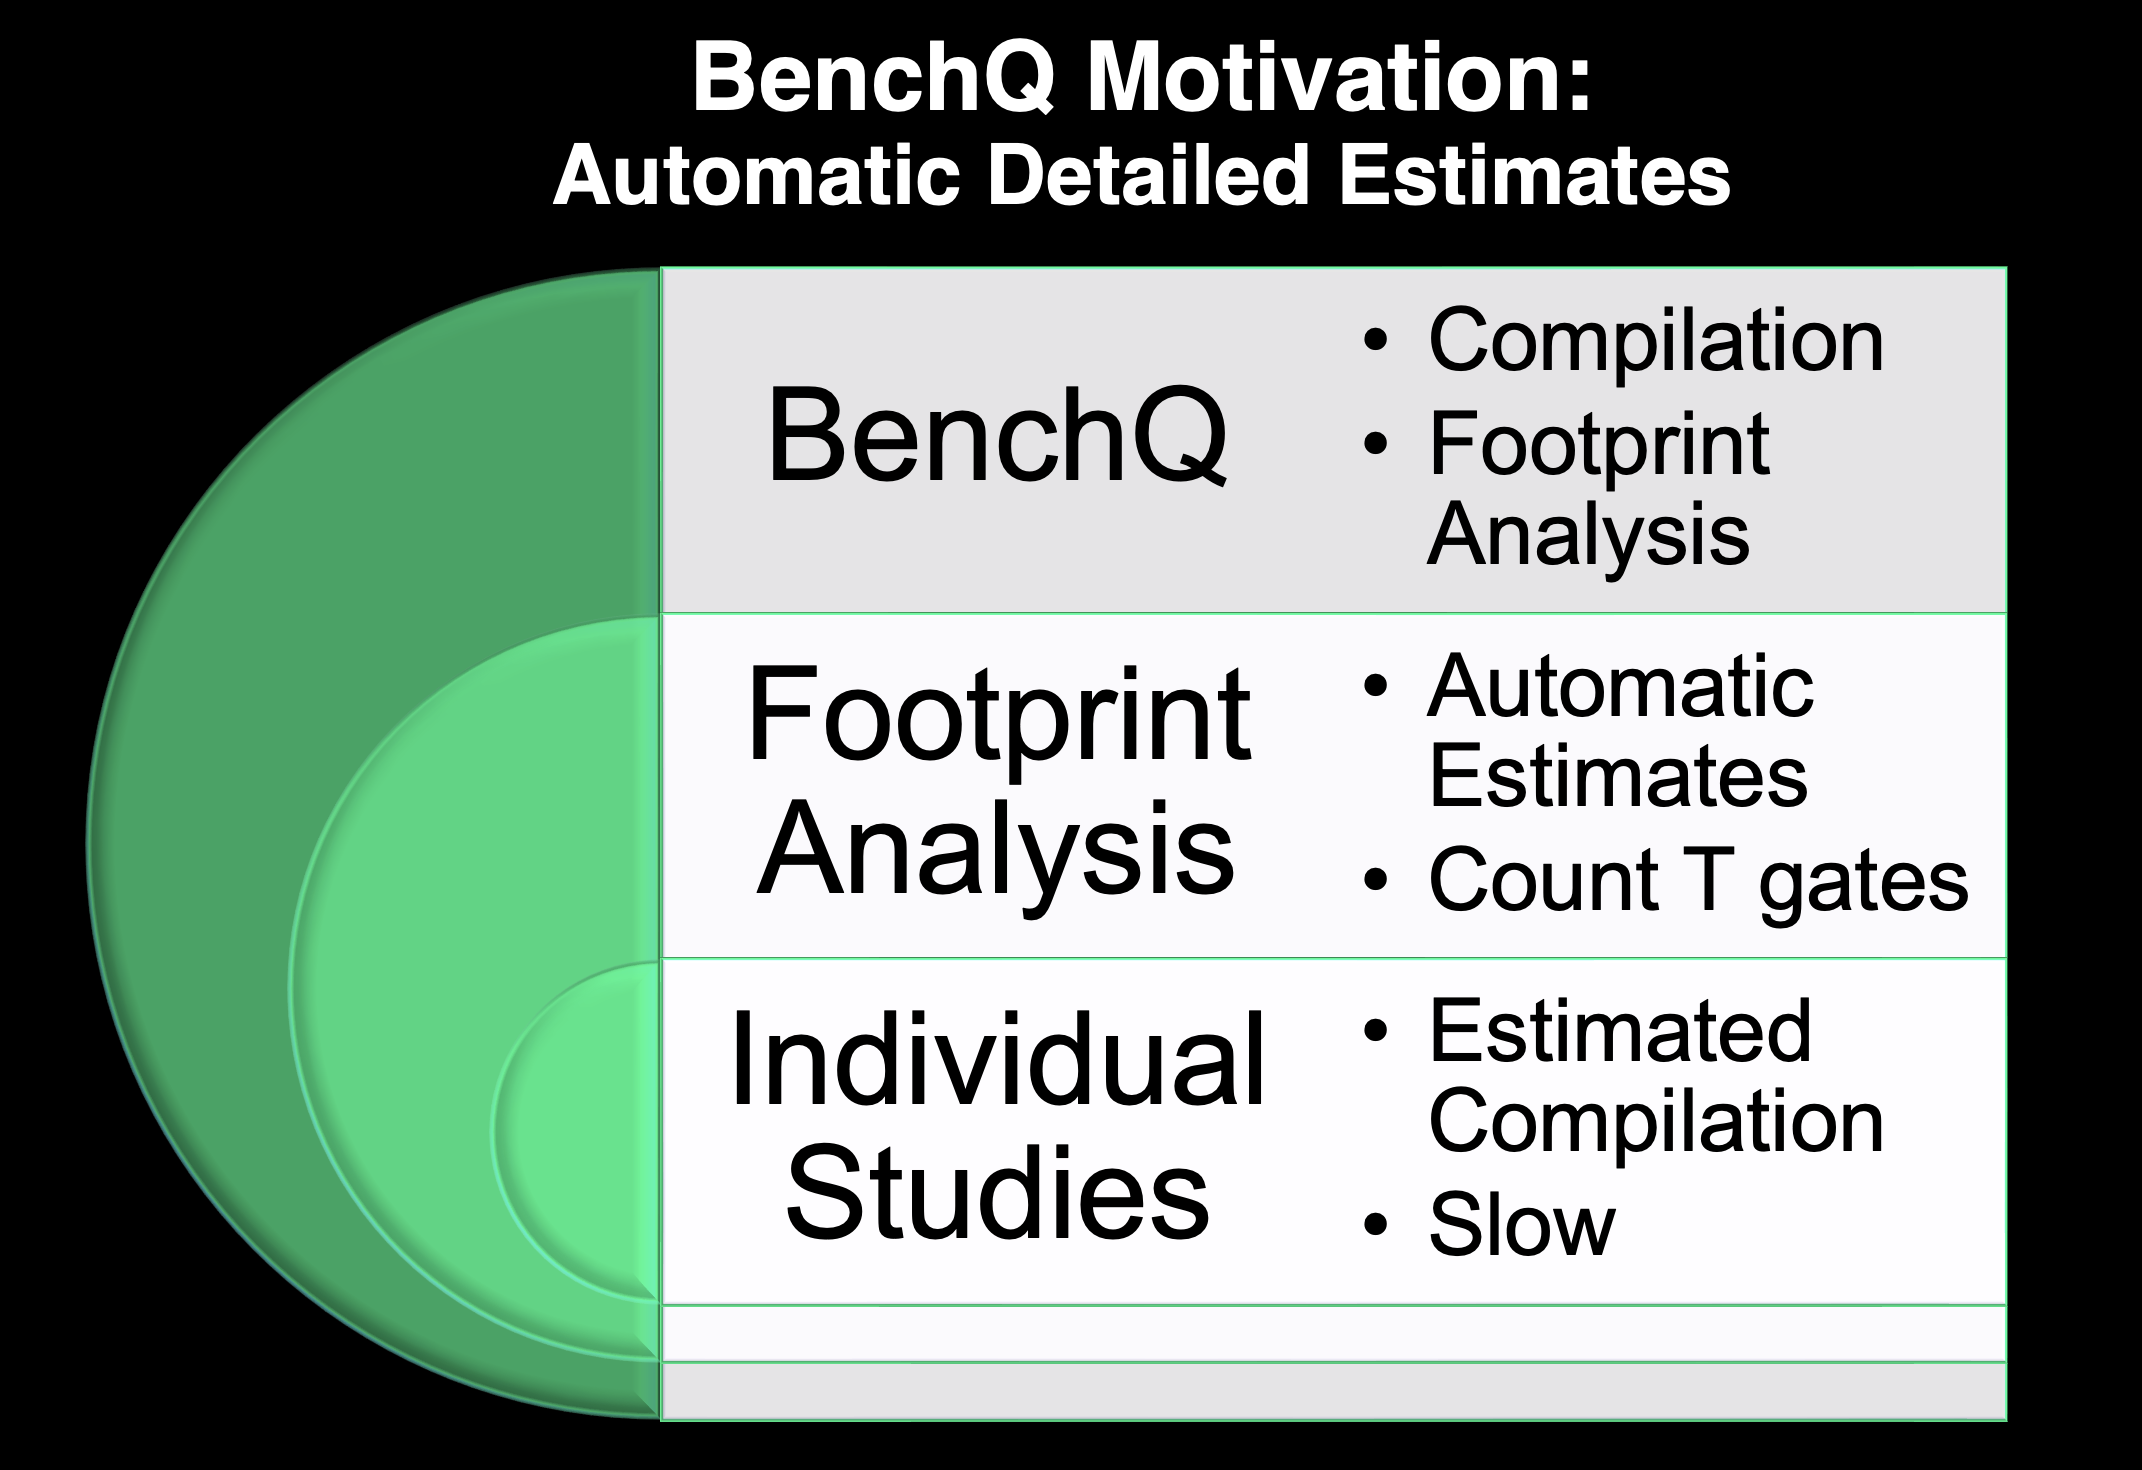 BenchQ Motivation:
Automatic Detailed Estimates
BenchQ
• Compilation
• Footprint
Analysis
Footprint
Analysis
• Automatic
Estimates
• Count T gates
Individual
Studies
• Estimated
Compilation
• Slow